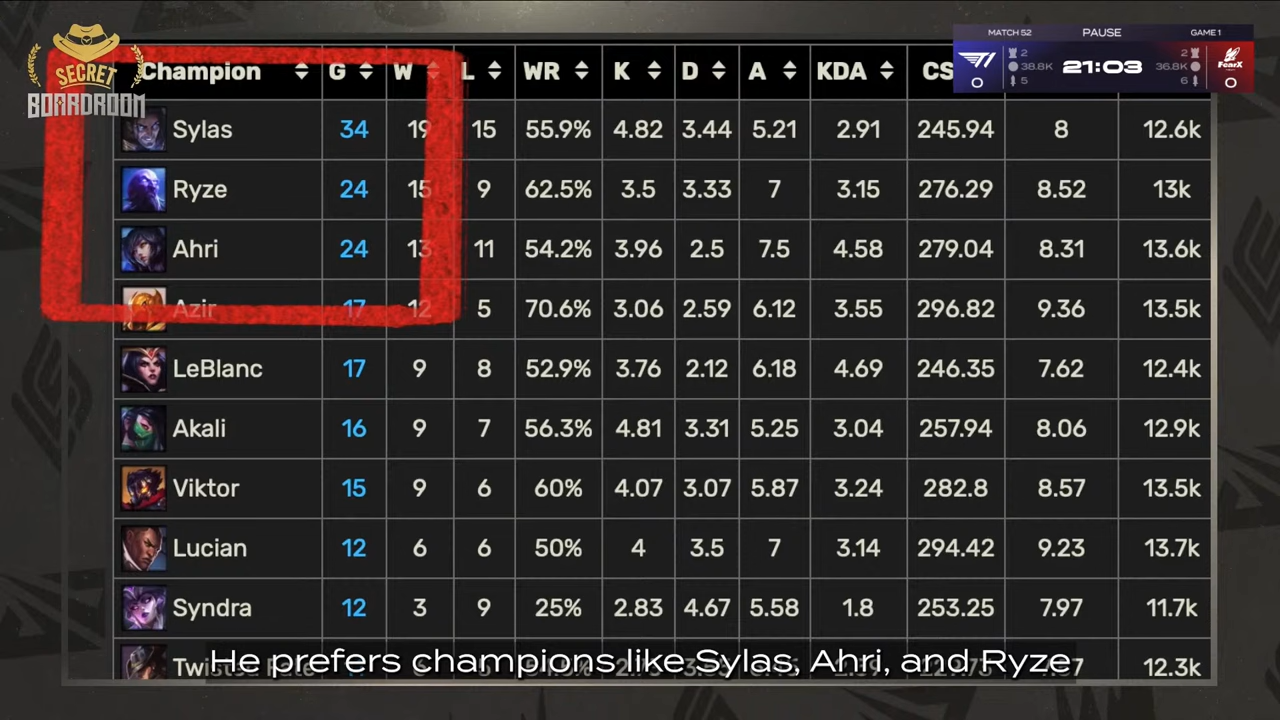 SECRET
BOARDROOM
MATCH 52 PAUSE GAME 1
2 38.8K 5 0 21:03 2 36.8K 6 FearX 0
Champion G W L WR K D A KDA CS
Sylas 34 19 15 55.9% 4.82 3.44 5.21 2.91 245.94 8 12.6k
Ryze 24 15 9 62.5% 3.5 3.33 7 3.15 276.29 8.52 13k
Ahri 24 13 11 54.2% 3.96 2.5 7.5 4.58 279.04 8.31 13.6k
Azir 17 12 5 70.6% 3.06 2.59 6.12 3.55 296.82 9.36 13.5k
LeBlanc 17 9 8 52.9% 3.76 2.12 6.18 4.69 246.35 7.62 12.4k
Akali 16 9 7 56.3% 4.81 3.31 5.25 3.04 257.94 8.06 12.9k
Viktor 15 9 6 60% 4.07 3.07 5.87 3.24 282.8 8.57 13.5k
Lucian 12 6 6 50% 4 3.5 7 3.14 294.42 9.23 13.7k
Syndra 12 3 9 25% 2.83 4.67 5.58 1.8 253.25 7.97 11.7k
Twisted Fate 12.3k
He prefers champions like Sylas, Ahri, and Ryze